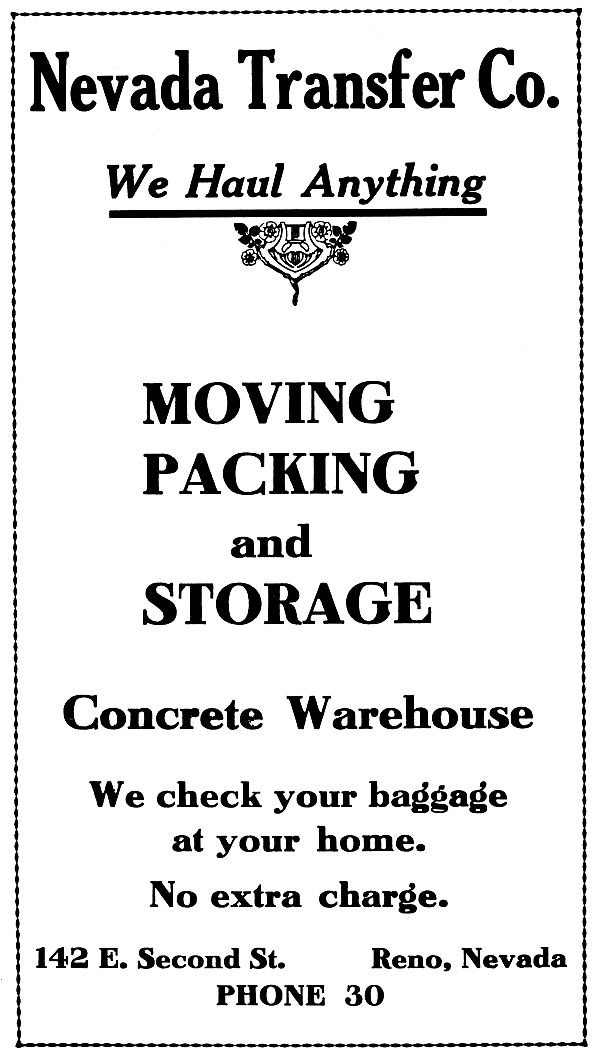 Nevada Transfer Co.
We Haul Anything
MOVING
PACKING
and
STORAGE
Concrete Warehouse
We check your baggage
at your home.
No extra charge.
142 E. Second St. Reno, Nevada
PHONE 30